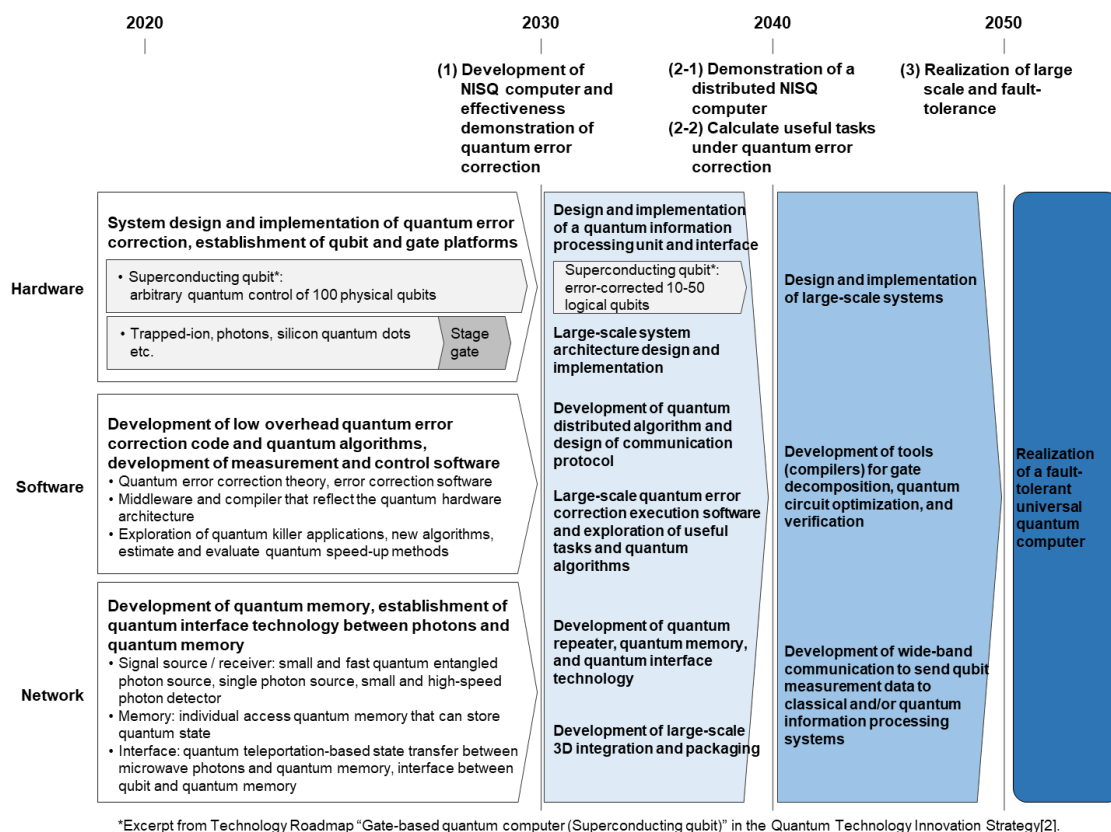 2020
2030
2040
2050
(1) Development of
NISQ computer and
effectiveness
demonstration of
quantum error
correction
(2-1) Demonstration of a
distributed NISQ
computer
(2-2) Calculate useful tasks
under quantum error
correction
(3) Realization of large
scale and fault-
tolerance
Hardware
System design and implementation of quantum error
correction, establishment of qubit and gate platforms
• Superconducting qubit*:
arbitrary quantum control of 100 physical qubits
• Trapped-ion, photons, silicon quantum dots
etc.
Stage
gate
Design and implementation
of a quantum information
processing unit and interface
Superconducting qubit*:
error-corrected 10-50
logical qubits
Large-scale system
architecture design and
implementation
Design and implementation
of large-scale systems
Software
Development of low overhead quantum error
correction code and quantum algorithms,
development of measurement and control software
• Quantum error correction theory, error correction software
• Middleware and compiler that reflect the quantum hardware
architecture
• Exploration of quantum killer applications, new algorithms,
estimate and evaluate quantum speed-up methods
Development of quantum
distributed algorithm and
design of communication
protocol
Large-scale quantum error
correction execution software
and exploration of useful
tasks and quantum
algorithms
Development of tools
(compilers) for gate
decomposition, quantum
circuit optimization, and
verification
Realization
of a fault-
tolerant
universal
quantum
computer
Network
Development of quantum memory, establishment of
quantum interface technology between photons and
quantum memory
• Signal source / receiver: small and fast quantum entangled
photon source, single photon source, small and high-speed
photon detector
• Memory: individual access quantum memory that can store
quantum state
• Interface: quantum teleportation-based state transfer between
microwave photons and quantum memory, interface between
qubit and quantum memory
Development of quantum
repeater, quantum memory,
and quantum interface
technology
Development of large-scale
3D integration and packaging
Development of wide-band
communication to send qubit
measurement data to
classical and/or quantum
information processing
systems
*Excerpt from Technology Roadmap “Gate-based quantum computer (Superconducting qubit)” in the Quantum Technology Innovation Strategy[2].